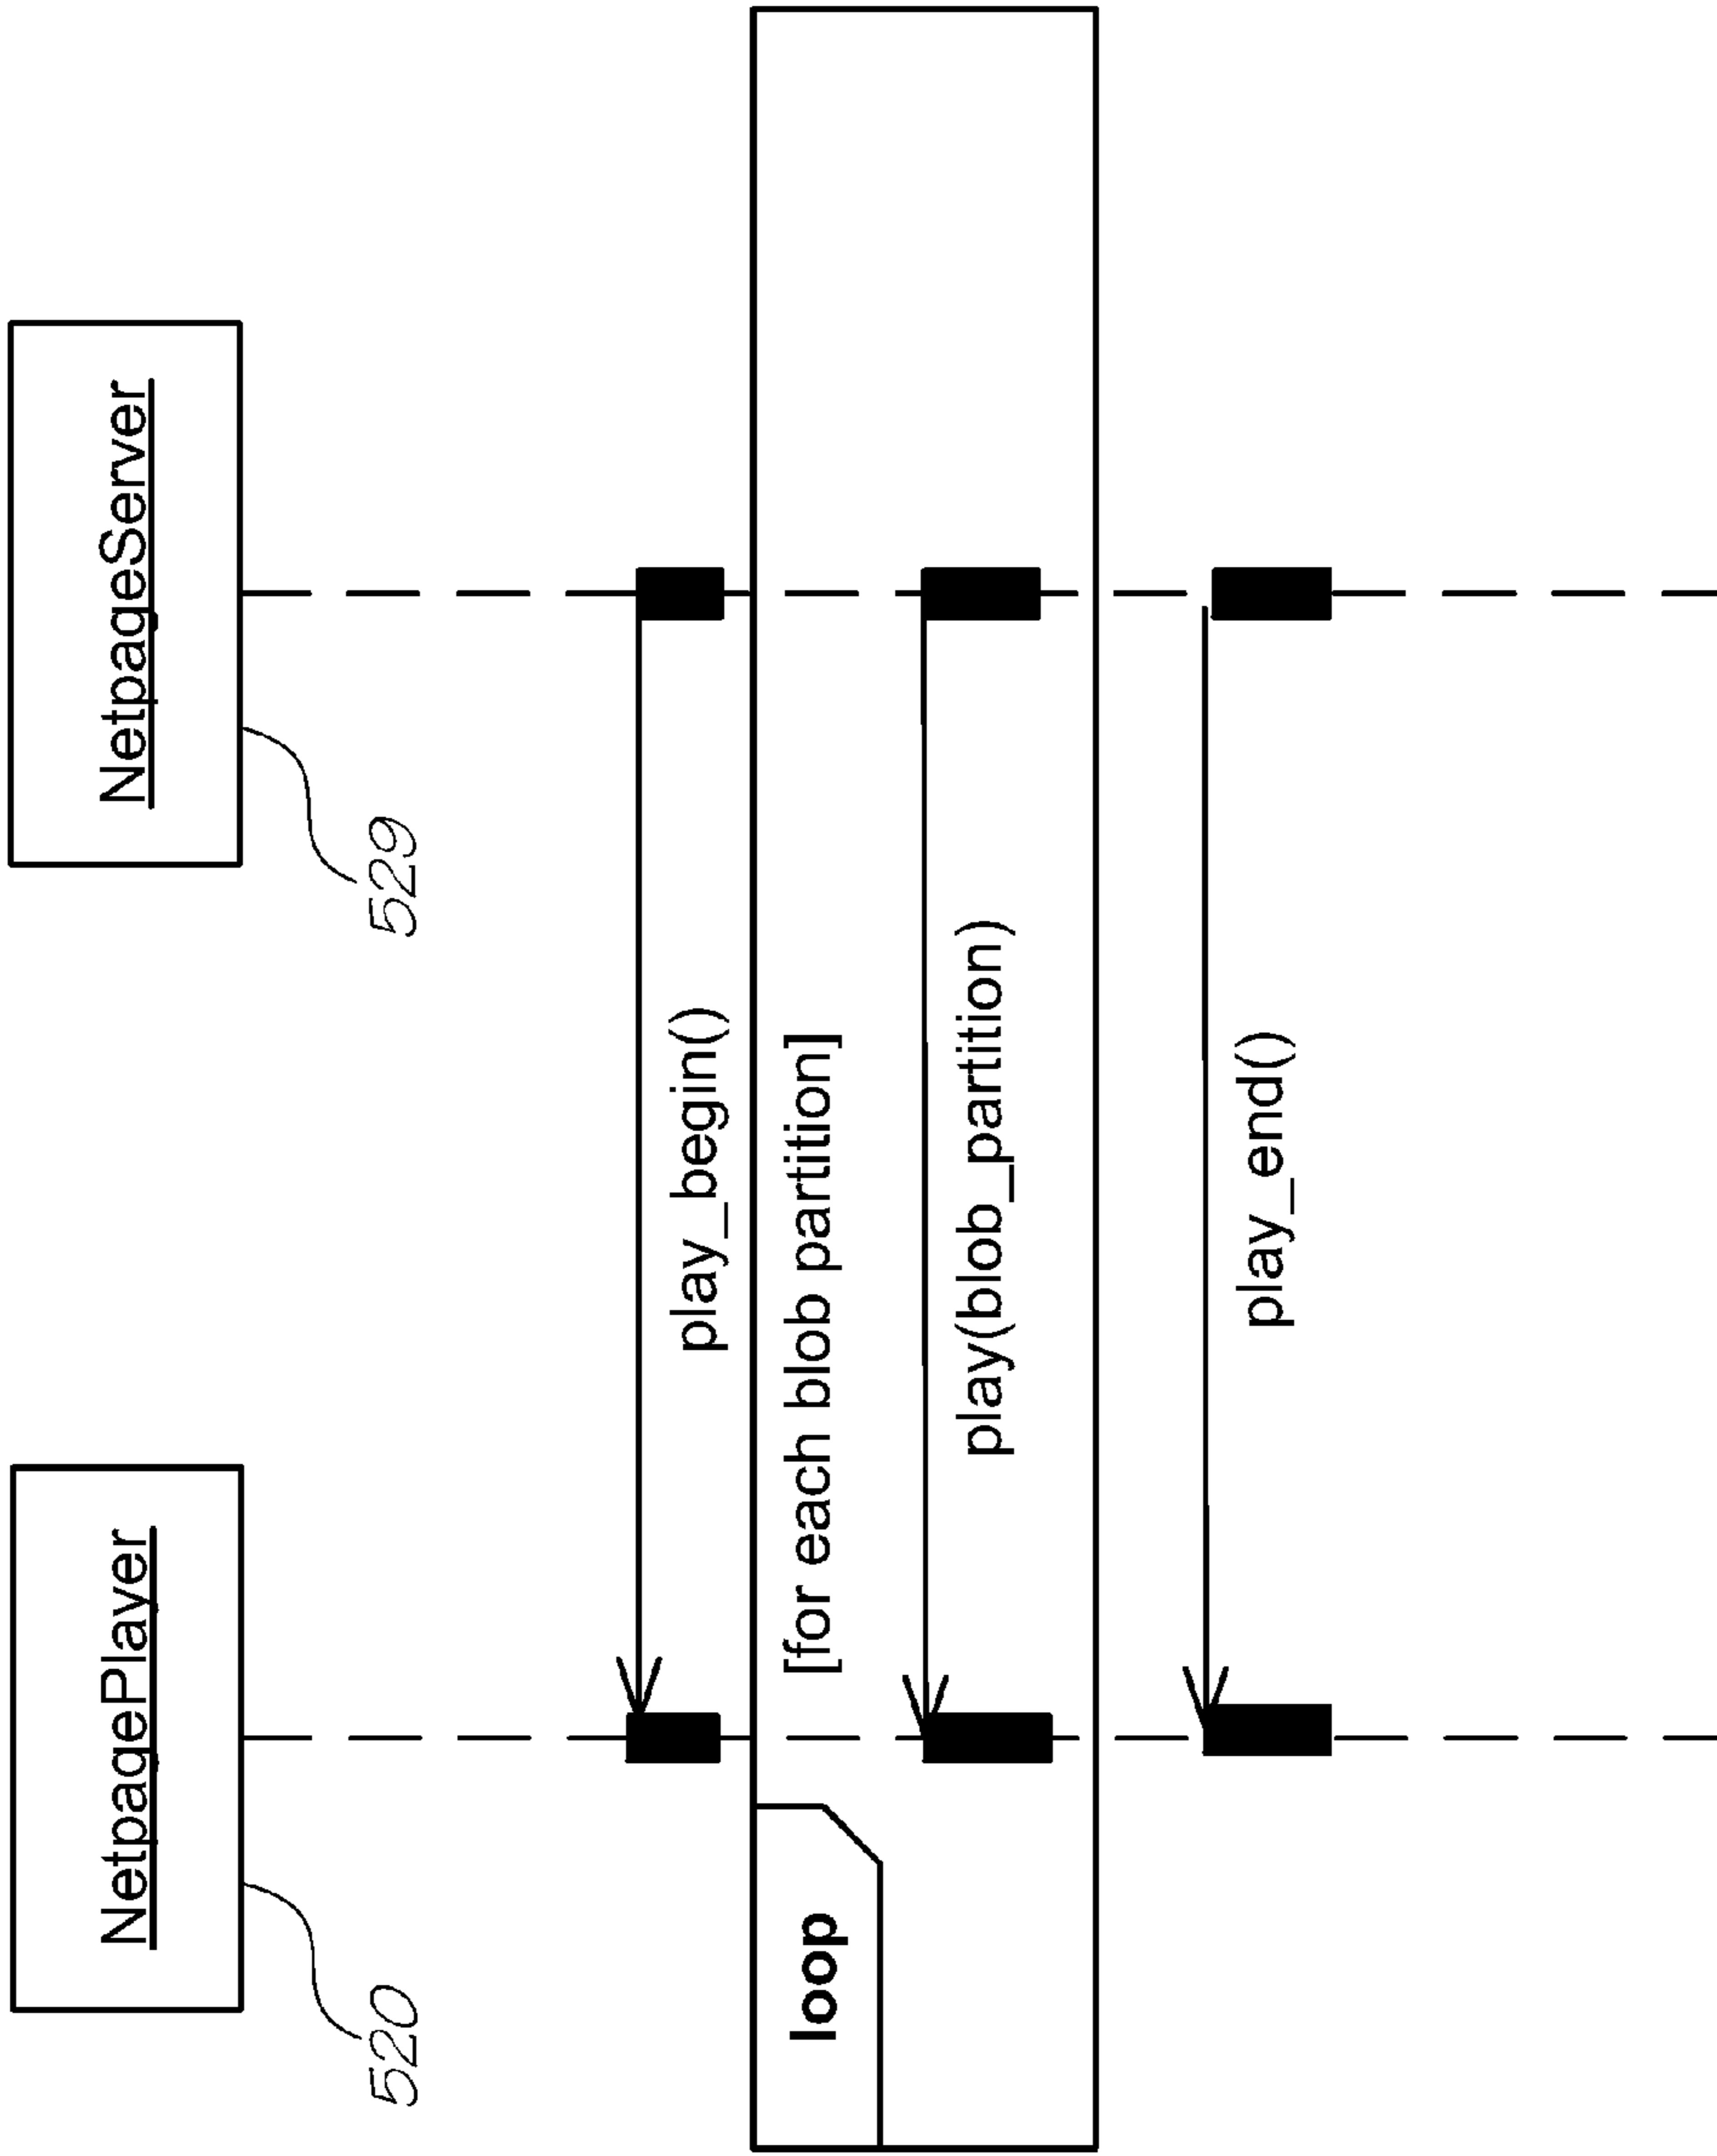 NetpagePlayer
NetpageServer
520
529
play_begin()
loop
[for each blob partition]
play(blob_partition)
play_end()